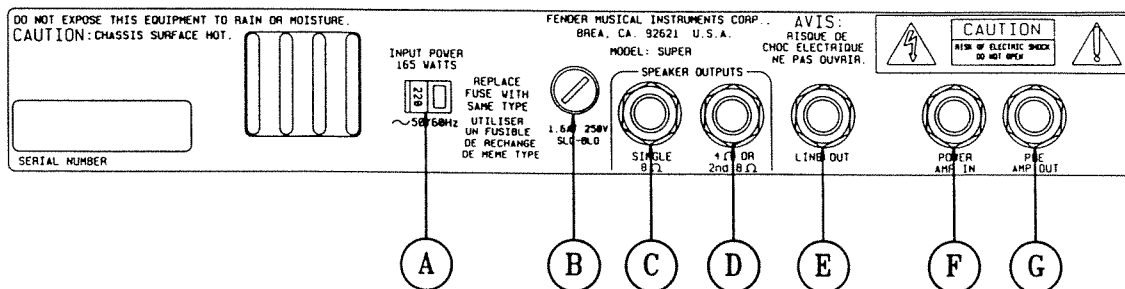 DO NOT EXPOSE THIS EQUIPMENT TO RAIN OR MOISTURE.
CAUTION: CHASSIS SURFACE HOT.
SERIAL NUMBER
INPUT POWER
165 WATTS
220
~50/60Hz
REPLACE
FUSE WITH
SAME TYPE
UTILISER
UN FUSIBLE
DE RECHANGE
DE MEME TYPE
FENDER MUSICAL INSTRUMENTS CORP..
BREA, CA. 92621 U.S.A.
MODEL: SUPER
1.6A 250V
SLO-BLO
SPEAKER OUTPUTS
SINGLE
8Ω
4Ω OR
2nd 8Ω
AVIS:
RISQUE DE
CHOC ELECTRIQUE
NE PAS OUVRIR.
LINE OUT
CAUTION
RISK OF ELECTRIC SHOCK
DO NOT OPEN
POWER
AMP IN
PRE
AMP OUT
A
B
C
D
E
F
G